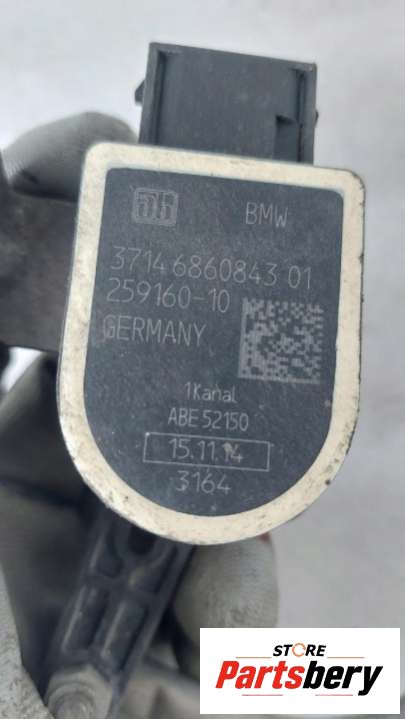 BMW
37146860843 01
259160-10
GERMANY
1Kanal
ABE 52150
15.11.14
3164
STORE
Partsbery